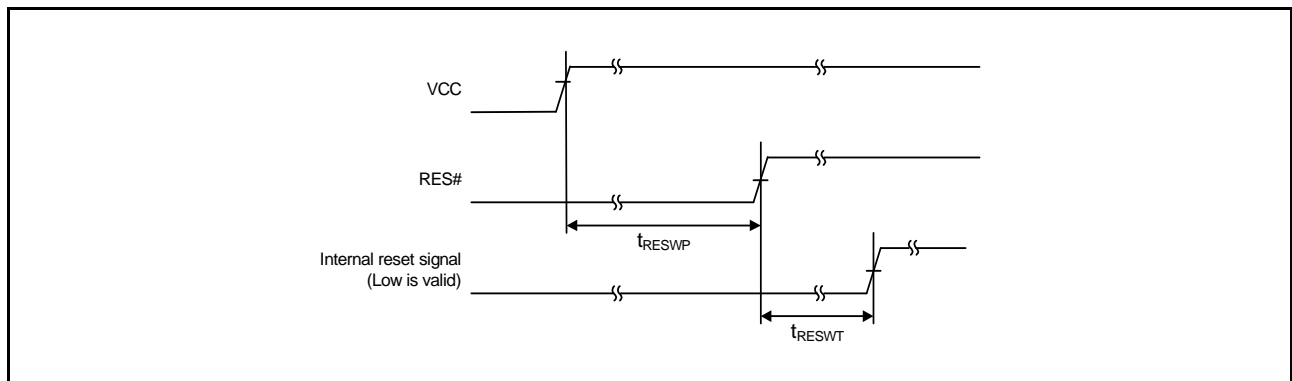 VCC
RES#
tRESWP
Internal reset signal
(Low is valid)
tRESWT